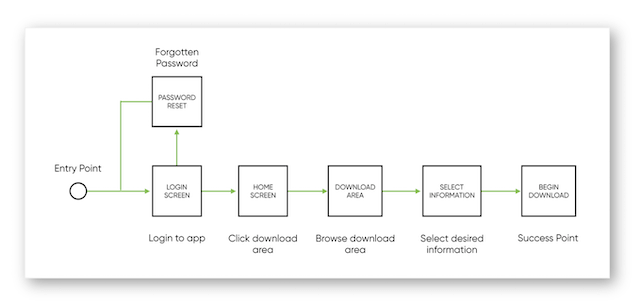 Forgotten
Password
PASSWORD
RESET
Entry Point
LOGIN
SCREEN
HOME
SCREEN
DOWNLOAD
AREA
SELECT
INFORMATION
BEGIN
DOWNLOAD
Login to app
Click download
area
Browse download
area
Select desired
information
Success Point